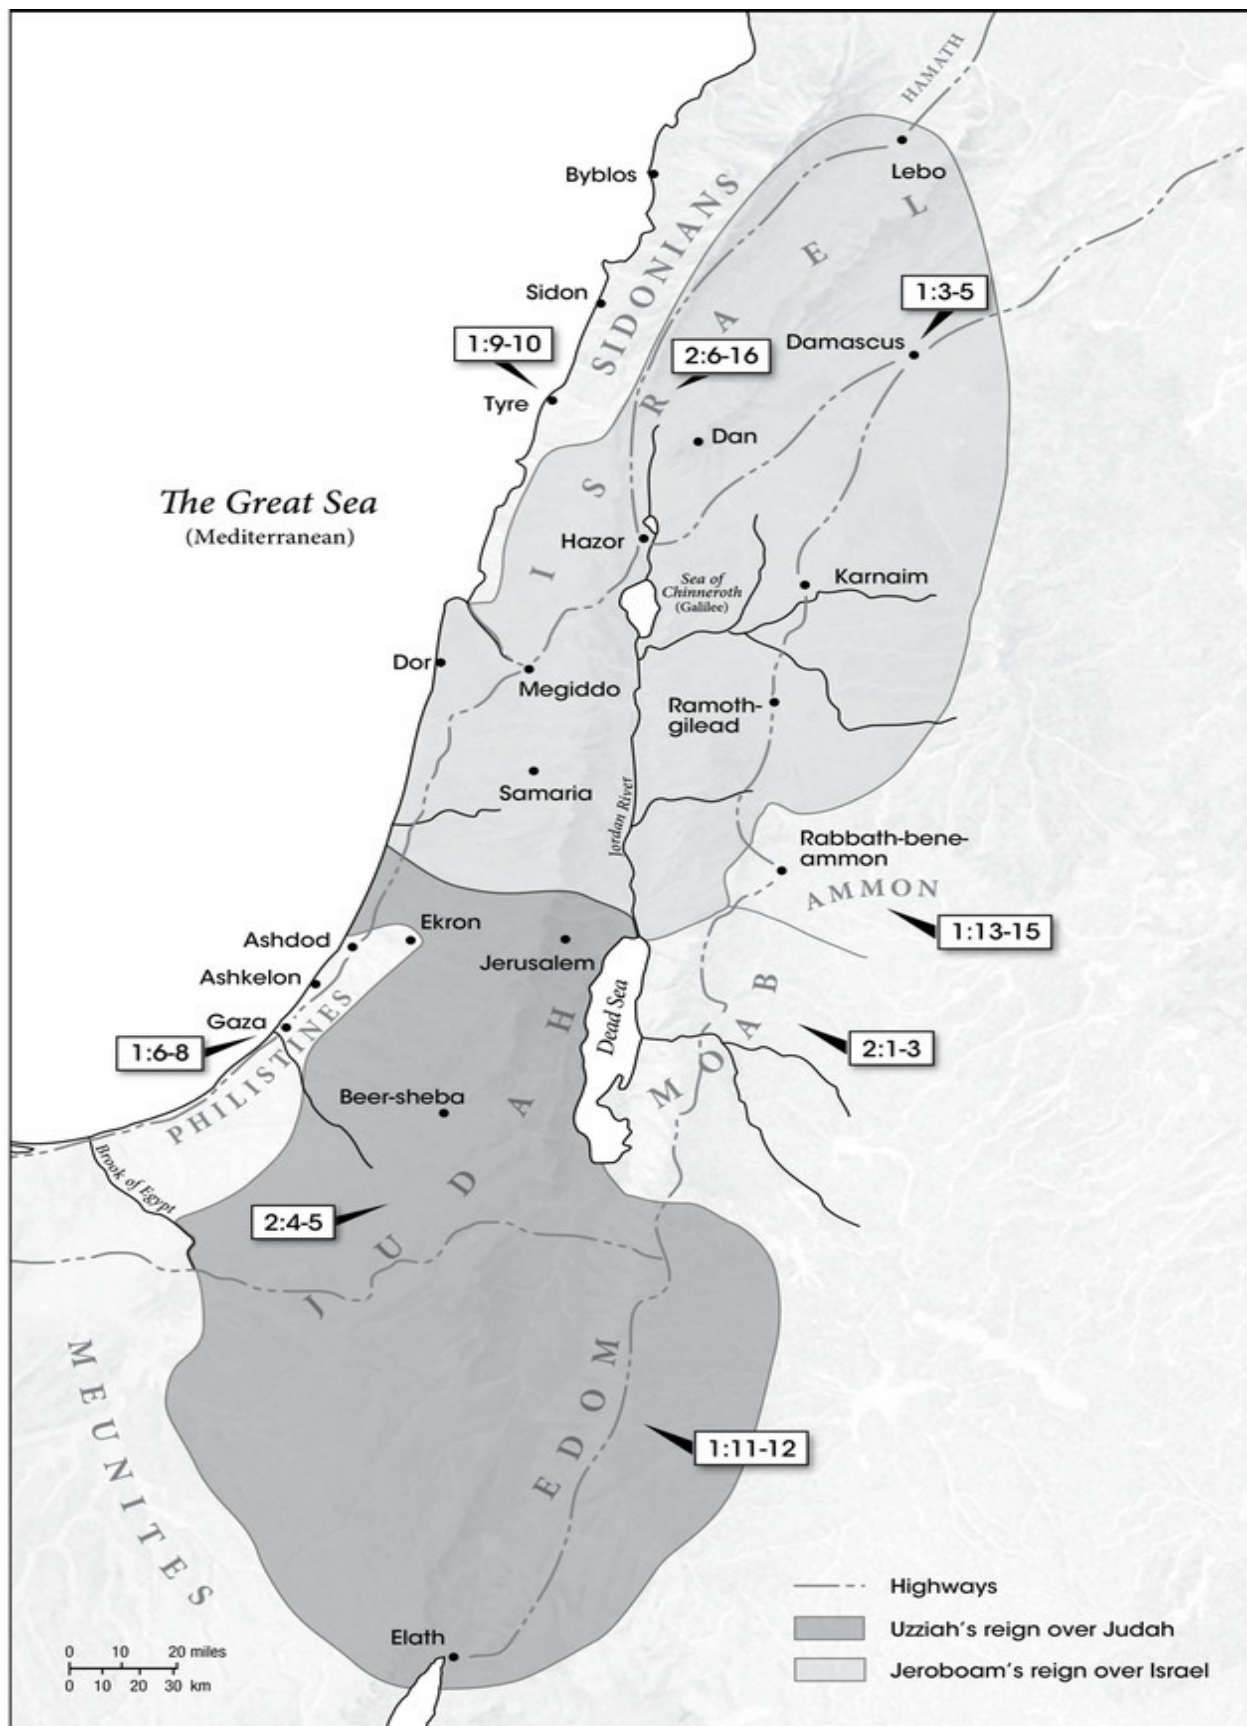 HAMATH
Lebo
Byblos
SIDONIANS
ISRAEL
Sidon
1:3-5
Damascus
1:9-10
2:6-16
Tyre
Dan
The Great Sea
(Mediterranean)
Hazor
Sea of
Chinneroth
(Galilee)
Karnaim
Dor
Megiddo
Ramoth-
gilead
Samaria
Jordan River
Rabbath-bene-
ammon
AMMON
1:13-15
Ekron
Ashdod
Jerusalem
Ashkelon
Dead Sea
Gaza
1:6-8
PHILISTINES
MOAB
2:1-3
Beer-sheba
JUDAH
Brook of Egypt
2:4-5
MEUNITES
EDOM
1:11-12
Elath
Highways
Uzziah's reign over Judah
Jeroboam's reign over Israel
0 10 20 miles
0 10 20 30 km